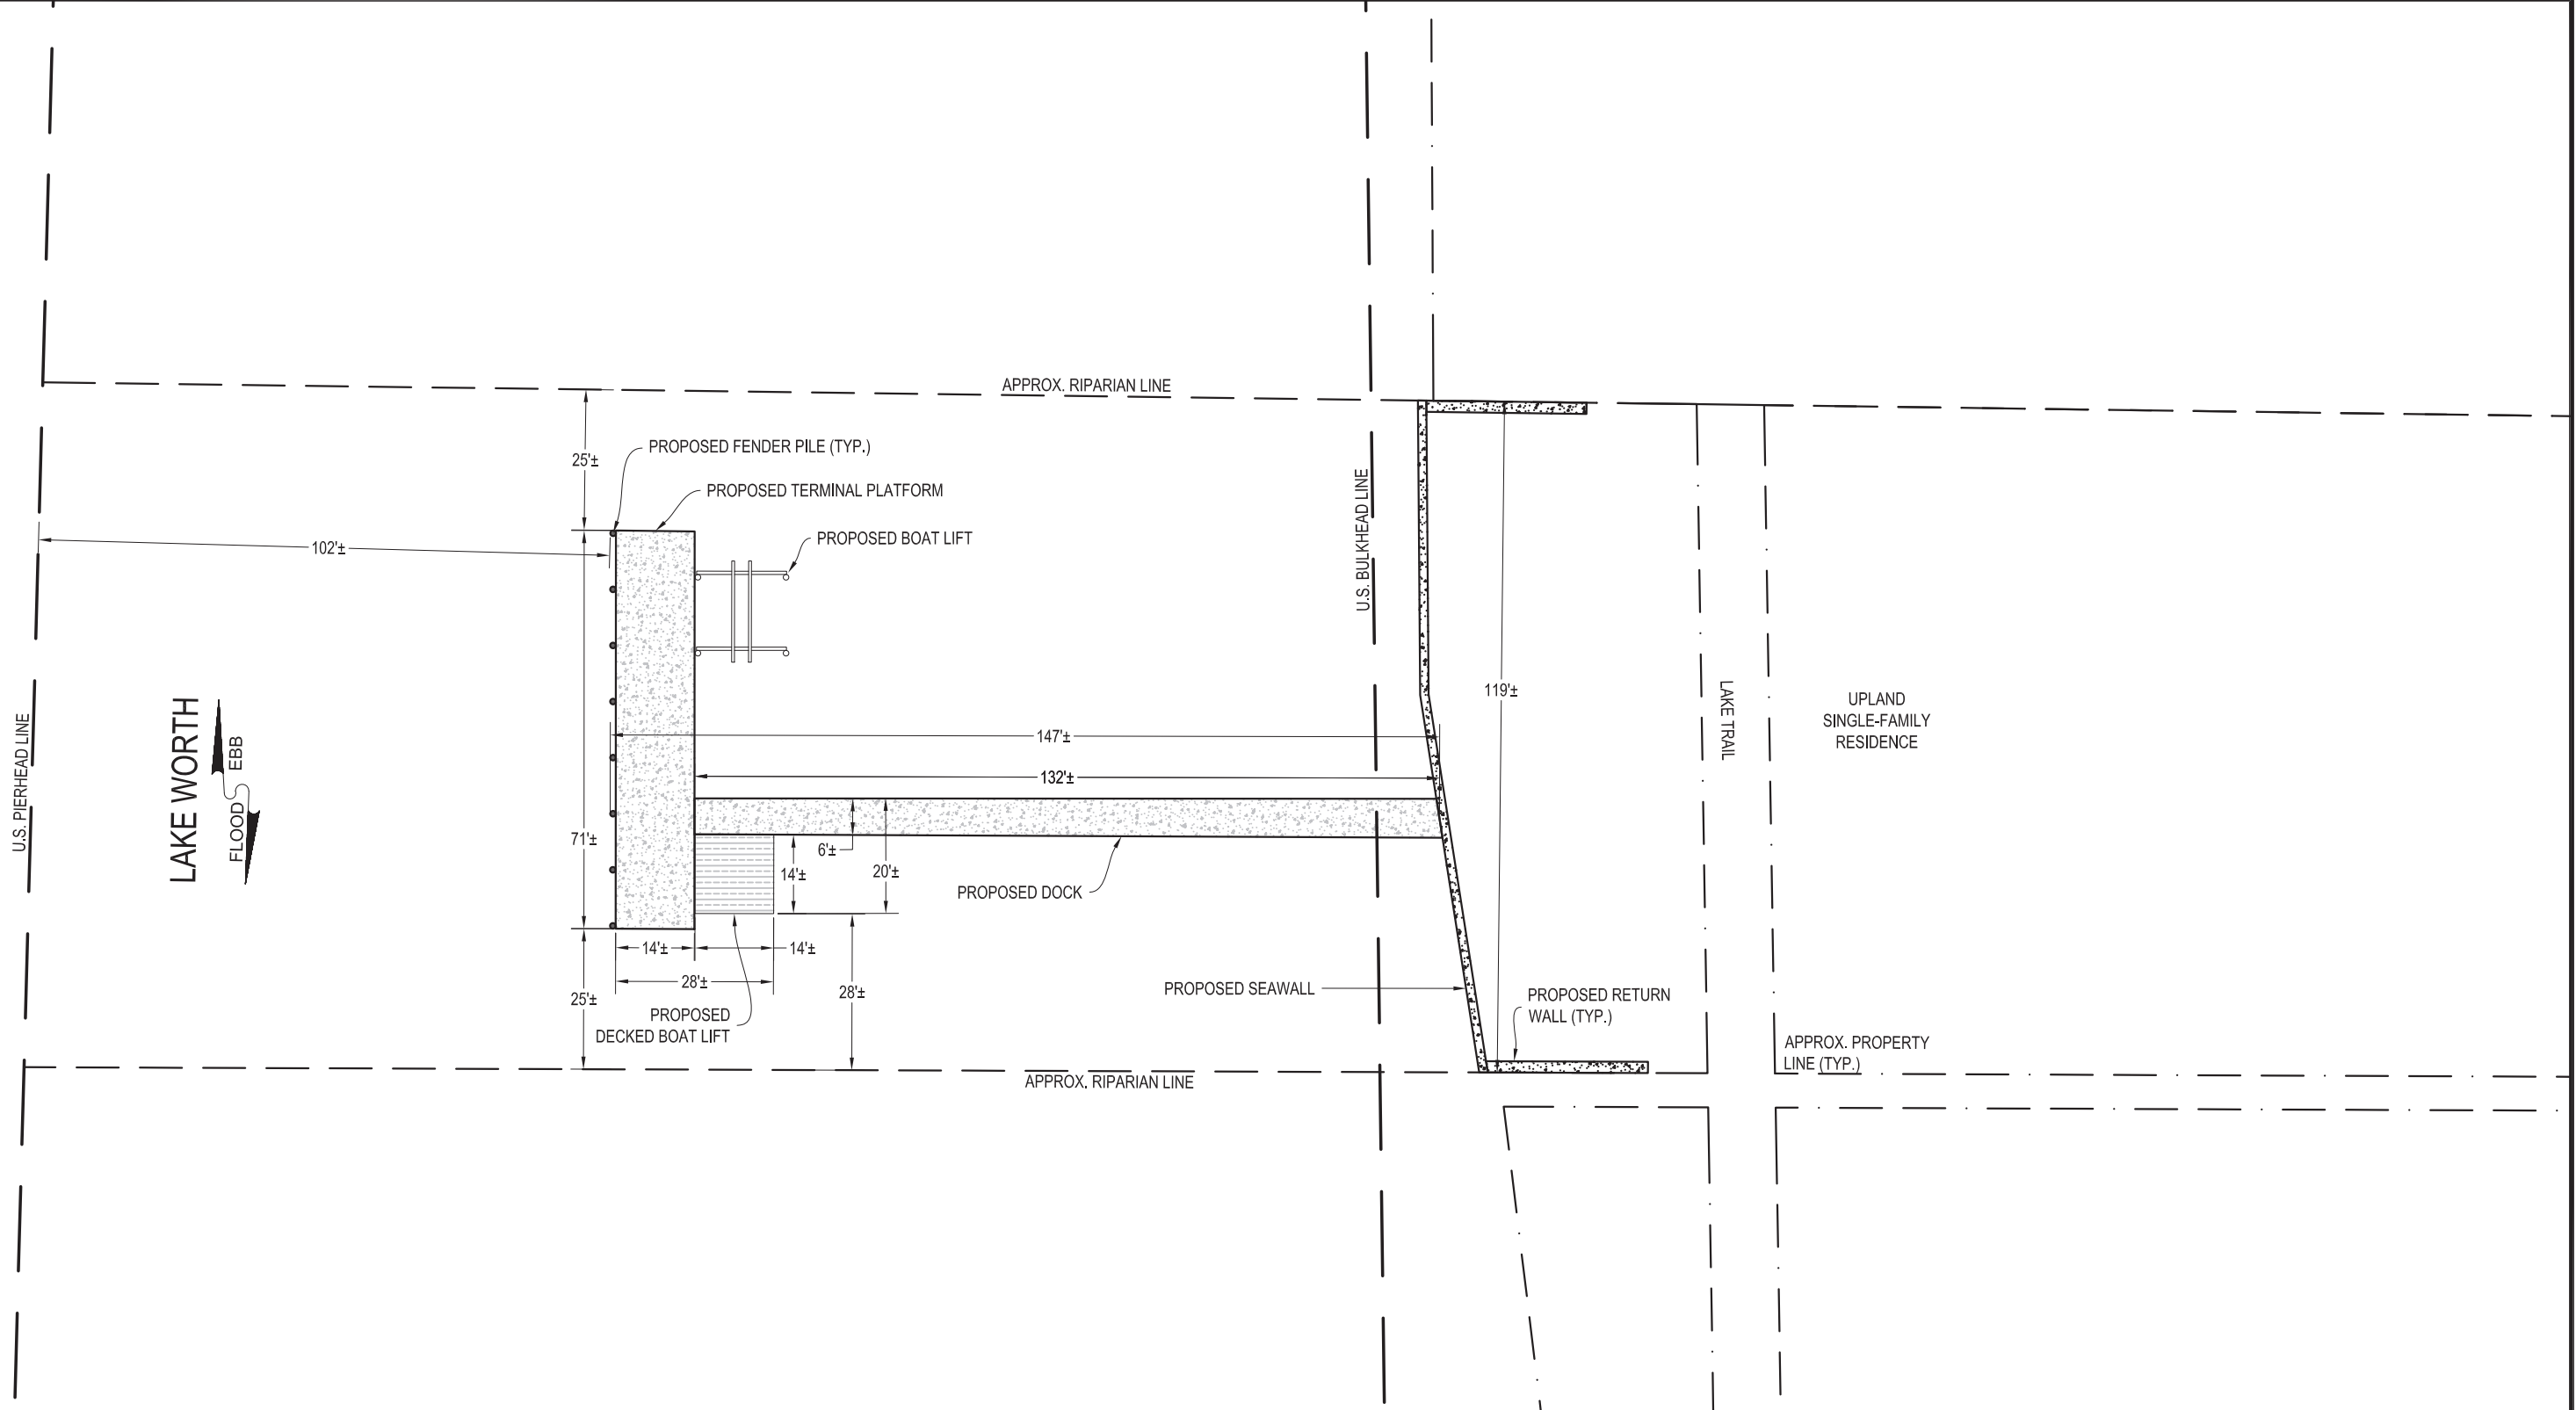 APPROX. RIPARIAN LINE
PROPOSED FENDER PILE (TYP.)
25'±
PROPOSED TERMINAL PLATFORM
PROPOSED BOAT LIFT
102'±
U.S. BULKHEAD LINE
119'±
LAKE TRAIL
UPLAND
SINGLE-FAMILY
RESIDENCE
U.S. PIERHEAD LINE
LAKE WORTH
EBB
FLOOD
147'±
132'±
71'±
6'±
14'±
20'±
PROPOSED DOCK
14'±
14'±
28'±
28'±
25'±
PROPOSED
DECKED BOAT LIFT
PROPOSED SEAWALL
PROPOSED RETURN
WALL (TYP.)
APPROX. PROPERTY
LINE (TYP.)
APPROX. RIPARIAN LINE